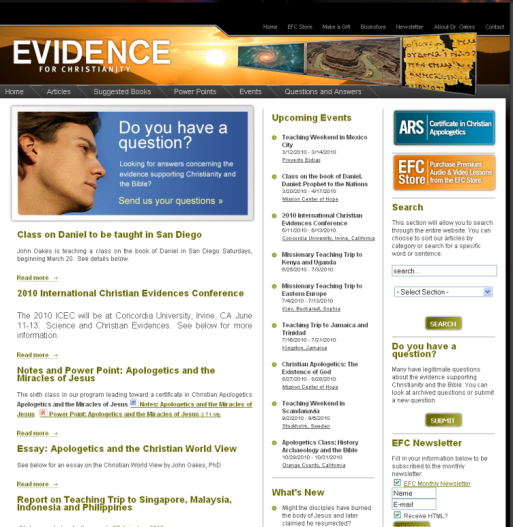 Home EFC Store Make a Gift Bookstore Newsletter About Dr. Oakes Contact
EVIDENCE
FOR CHRISTIANITY
Home Articles Suggested Books Power Points Events Questions and Answers
Do you have a
question?
Looking for answers concerning the
evidence supporting Christianity and
the Bible?
Send us your questions »
Class on Daniel to be taught in San Diego
John Oakes is teaching a class on the book of Daniel in San Diego Saturdays,
beginning March 20. See details below.
Read more →
2010 International Christian Evidences Conference
The 2010 ICEC will be at Concordia University, Irvine, CA June
11-13. Science and Christian Evidences. See below for more
information.
Read more →
Notes and Power Point: Apologetics and the
Miracles of Jesus
The sixth class in our program leading toward a certificate in Christian Apologetics
Apologetics and the Miracles of Jesus Notes: Apologetics and the Miracles of
Jesus Power Point: Apologetics and the Miracles of Jesus 3.71 Mb
Read more →
Essay: Apologetics and the Christian World View
See below for an essay on the Christian World View by John Oakes, PhD
Read more →
Report on Teaching Trip to Singapore, Malaysia,
Indonesia and Philippines
Upcoming Events
Teaching Weekend in Mexico
City
3/12/2010 - 3/14/2010
Class on the book of Daniel,
Daniel: Prophet to the Nations
3/20/2010 - 4/17/2010
Mission Center of Hope
2010 International Christian
Evidences Conference
6/11/2010 - 6/13/2010
Concordia University, Irvine, California
Missionary Teaching Trip to
Kenya and Uganda
6/25/2010 - 7/3/2010
Missionary Teaching Trip to
Eastern Europe
7/4/2010 - 7/13/2010
Kiev, Bucharest, Sophia
Teaching Trip to Jamaica and
Trinidad
7/16/2010 - 7/21/2010
Kingston, Jamaica
Christian Apologetics: The
Existence of God
8/27/2010 - 8/28/2010
Mission Center of Hope
Teaching Weekend in
Scandanavia
9/2/2010 - 9/5/2010
Stockholm, Sweden
Apologetics Class: History
Archaeology and the Bible
10/29/2010 - 10/31/2010
Orange County, California
What's New
Might the disciples have burned
the body of Jesus and later
claimed he resurrected?
ARS Certificate in Christian
Appologetics
EFC
Store
Purchase Premium
Audio & Video Lessons
from the EFC Store
Search
This section will allow you to search
through the entire website. You can
choose to sort our articles by
category or search for a specific
word or sentence.
search...
- Select Section -
SEARCH
Do you have a
question?
Many have legitimate questions
about the evidence supporting
Christianity and the Bible. You can
look at archived questions or submit
a new question.
SUBMIT
EFC Newsletter
Fill in your information below to be
subscribed to the monthly
newsletter.
EFC Monthly Newsletter
Name
E-mail
Receive HTML?